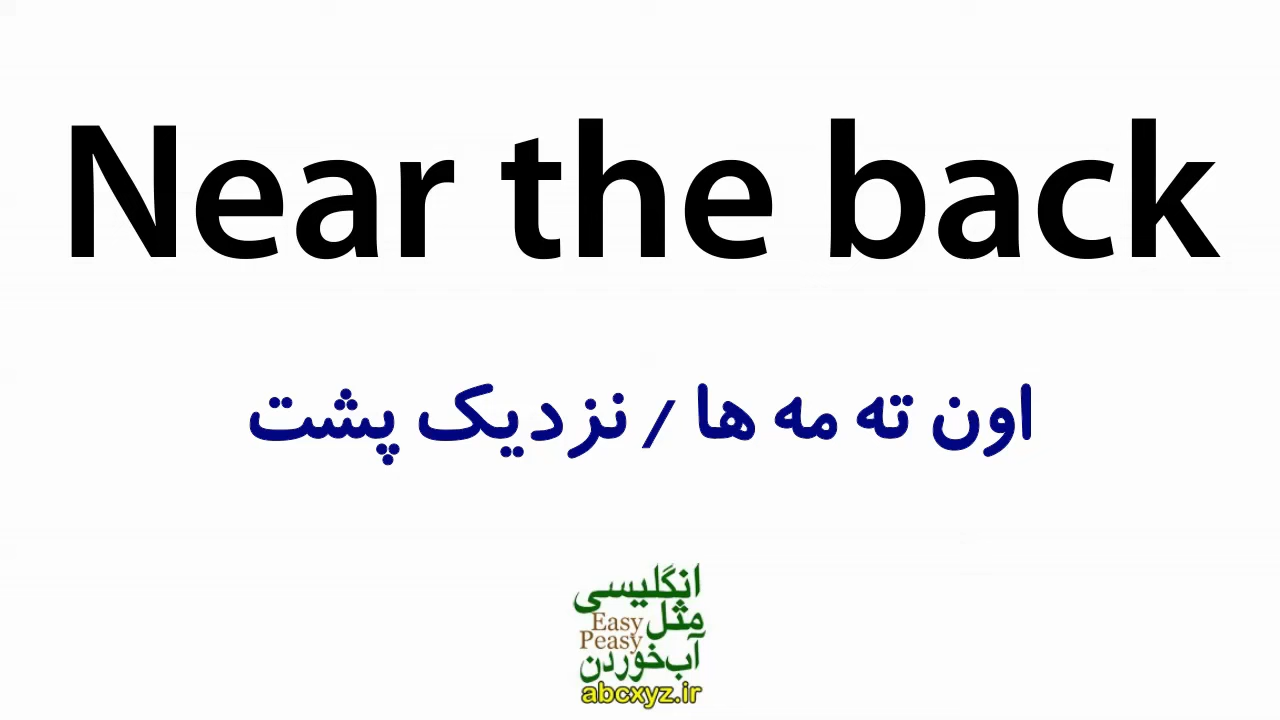 Near the back
اون ته مه ها / نزدیک پشت
انگلیسی
مثل Easy
Peasy
آب‌خوردن
abcxyz.ir